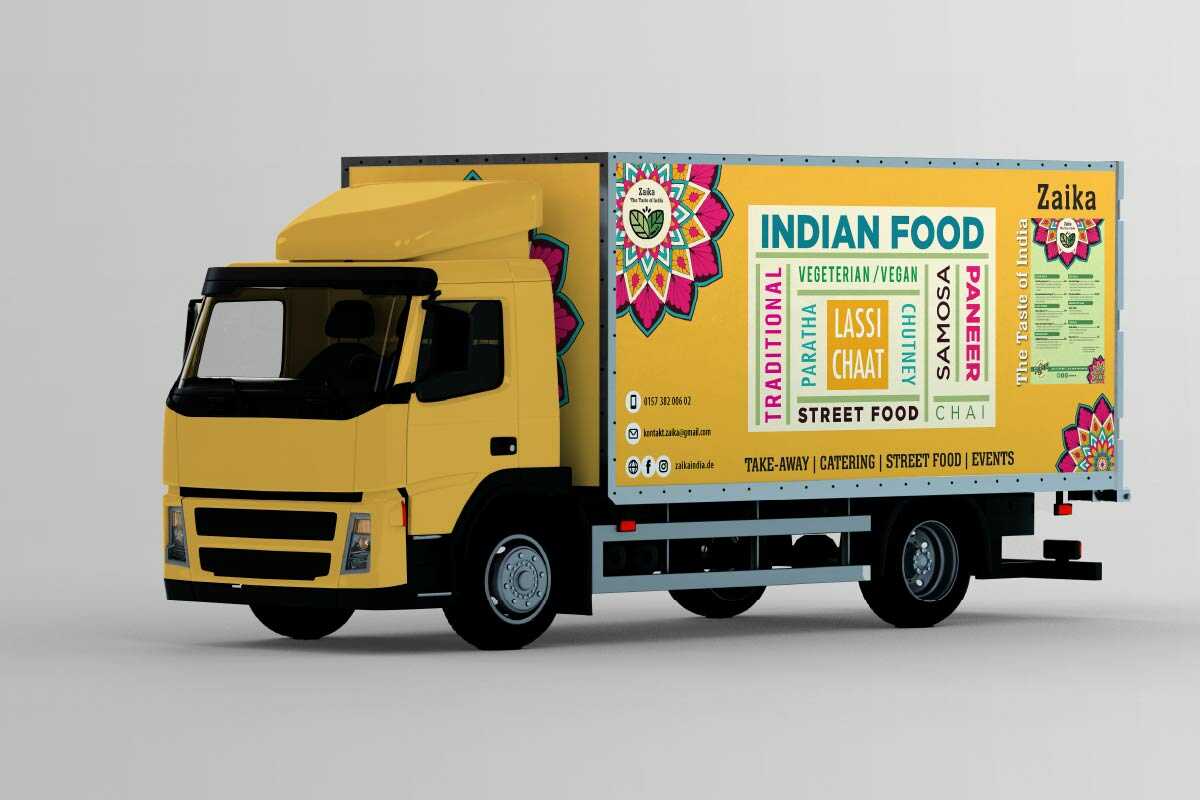 Zaika
The Taste of India
INDIAN FOOD
TRADITIONAL
VEGETERIAN / VEGAN
PARATHA
LASSI
CHAAT
CHUTNEY
SAMOSA
PANEER
STREET FOOD
CHAI
0157 382 006 02
kontakt.zaika@gmail.com
zaikaindia.de
TAKE-AWAY | CATERING | STREET FOOD | EVENTS
Zaika
The Taste of India